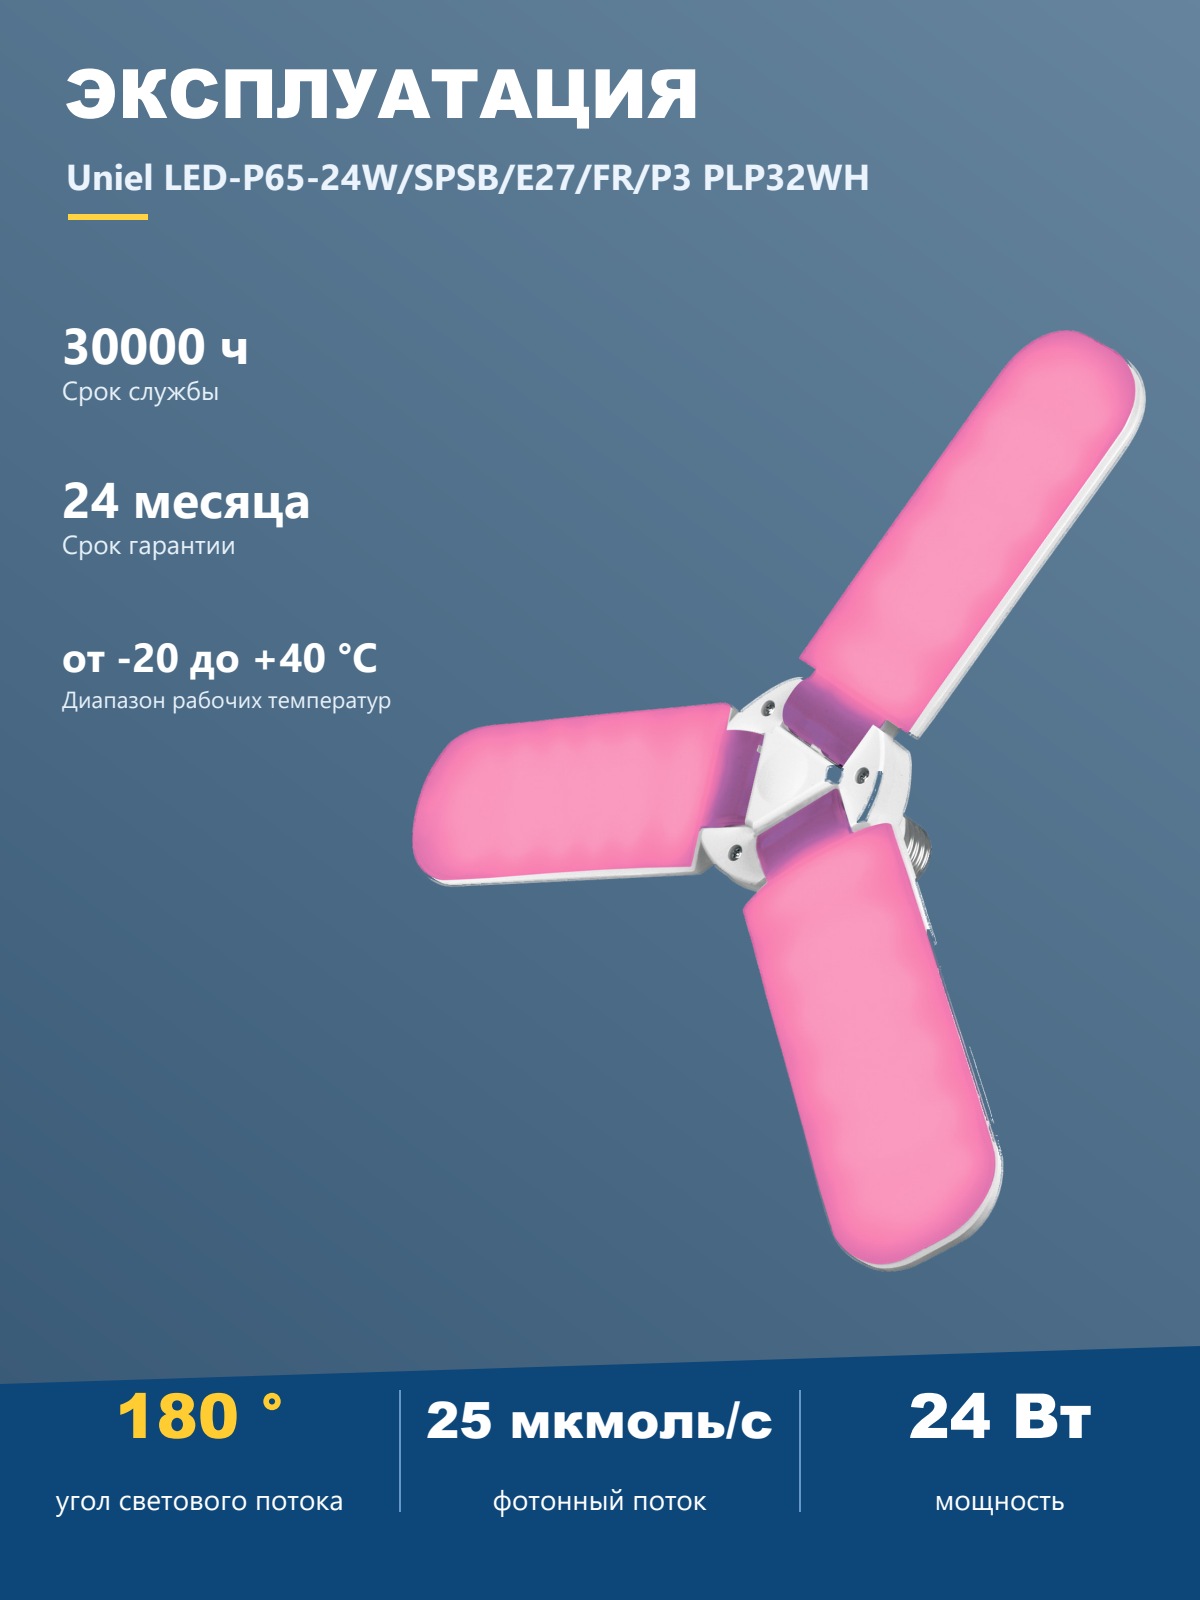 ЭКСПЛУАТАЦИЯ
Uniel LED-P65-24W/SPSB/E27/FR/P3 PLP32WH
30000 ч
Срок службы
24 месяца
Срок гарантии
от -20 до +40 °C
Диапазон рабочих температур
180 °
угол светового потока
25 мкмоль/с
фотонный поток
24 Вт
мощность